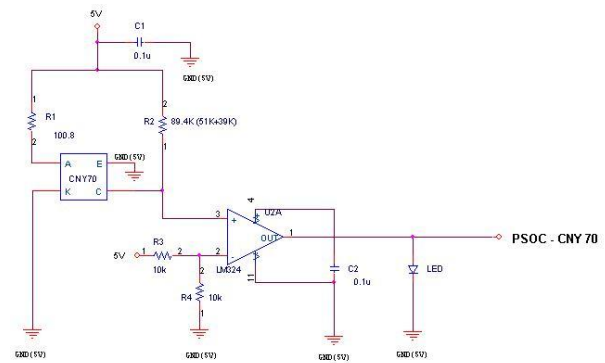 5V
C1
0.1u
GND(5V)
1
R1
2
100.8
2
R2
89.4K (51K+39K)
1
A
E
GND(5V)
CNY70
K
C
4
3
+
U2A
OUT
1
PSOC - CNY 70
R3
5V
1
2
2
-
LM324
10k
2
11
C2
0.1u
LED
R4
10k
1
GND(5V)
GND(5V)
GND(5V)
GND(5V)